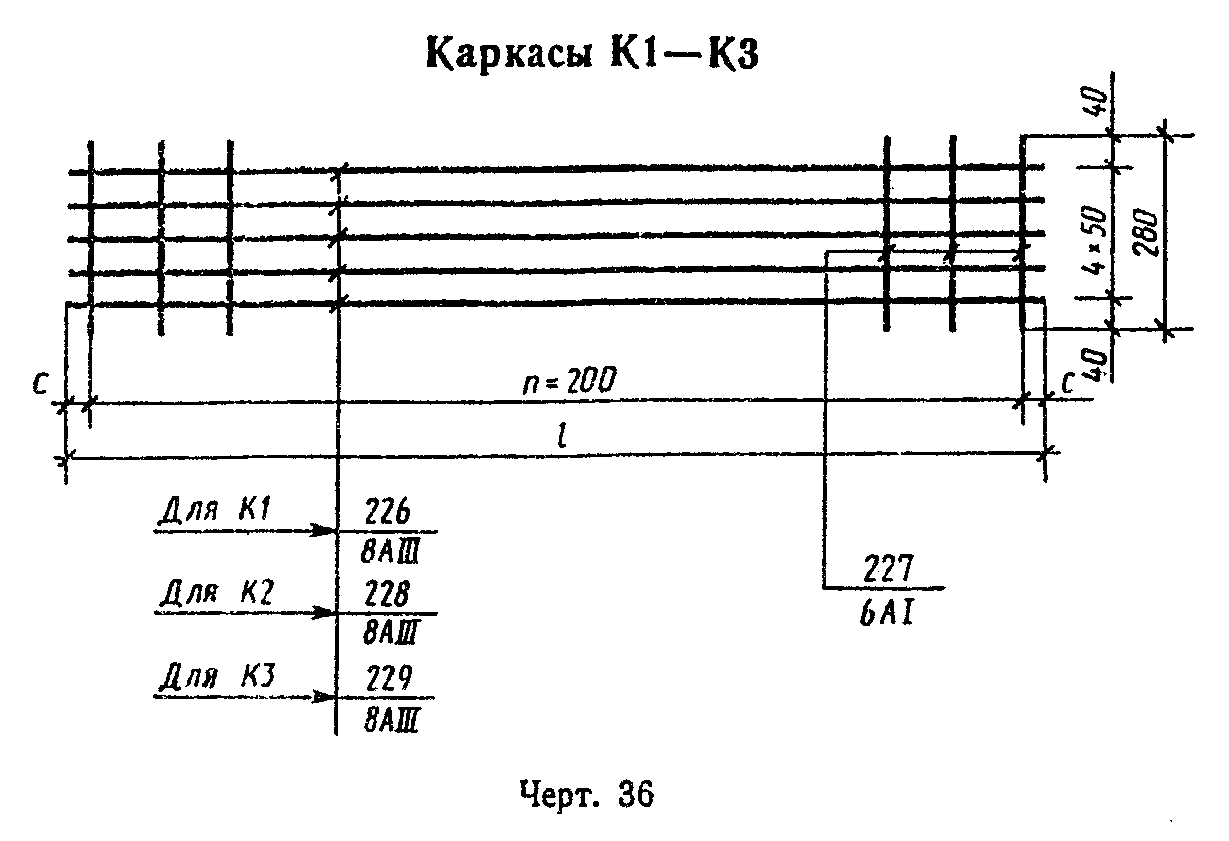 Каркасы К1—К3
40
4×50
280
40
С
n=200
С
l
Для К1
226
8АIII
Для К2
228
8АIII
Для К3
229
8АIII
227
6АI
Черт. 36